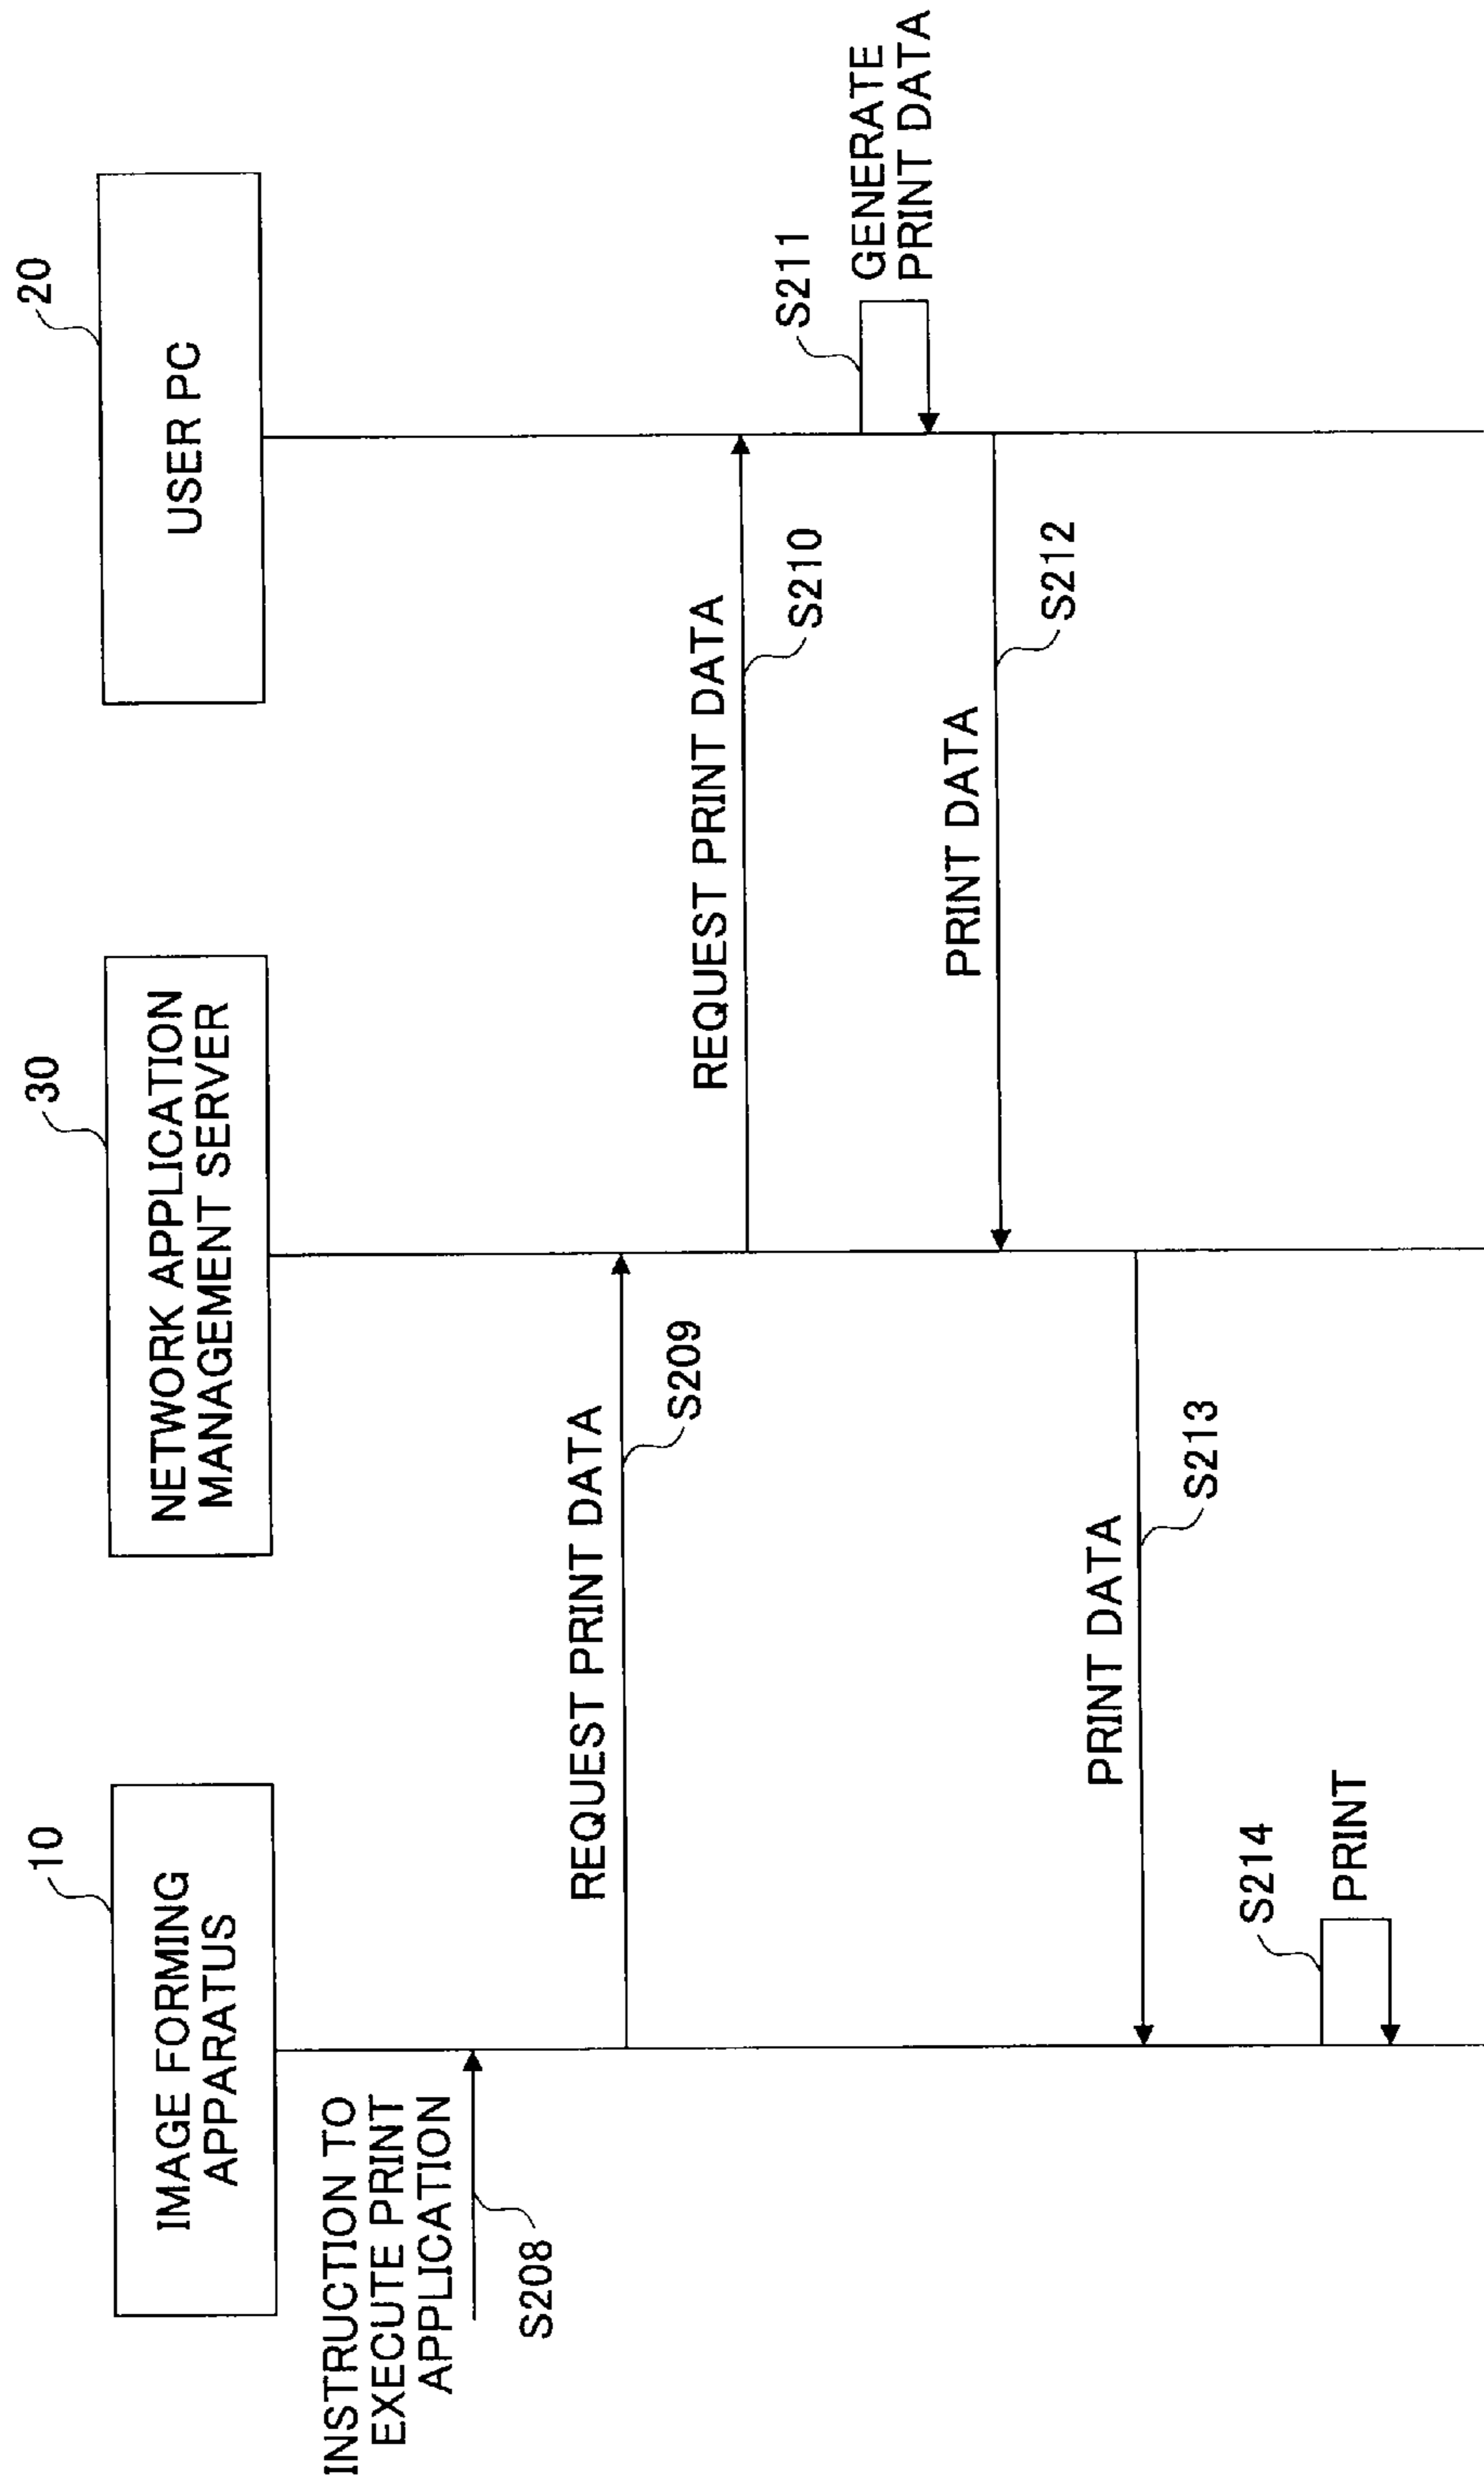 10
IMAGE FORMING
APPARATUS
30
NETWORK APPLICATION
MANAGEMENT SERVER
20
USER PC
INSTRUCTION TO
EXECUTE PRINT
APPLICATION
S208
REQUEST PRINT DATA
S209
REQUEST PRINT DATA
S210
S211
GENERATE
PRINT DATA
PRINT DATA
S212
PRINT DATA
S213
S214
PRINT